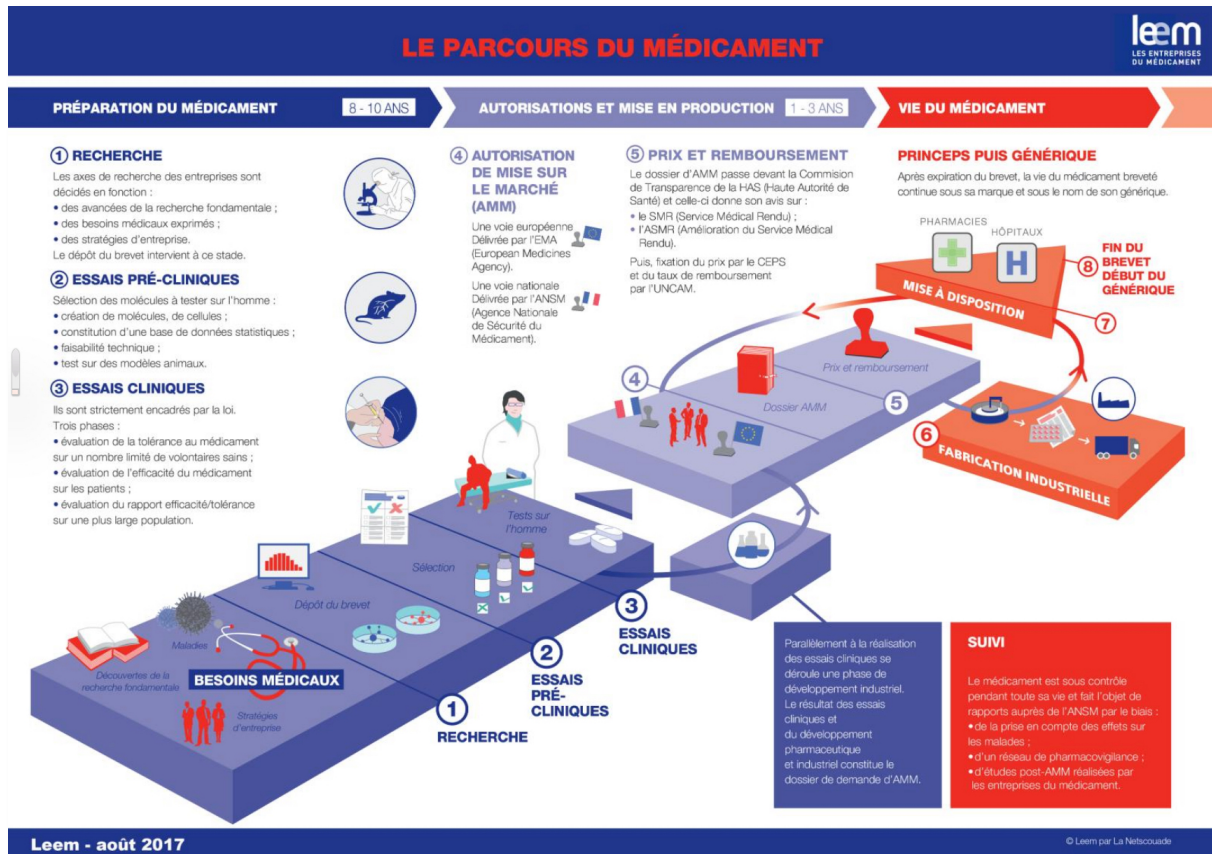 LE PARCOURS DU MÉDICAMENT
leem
LES ENTREPRISES
DU MÉDICAMENT
PRÉPARATION DU MÉDICAMENT
8 - 10 ANS
AUTORISATIONS ET MISE EN PRODUCTION
1 - 3 ANS
VIE DU MÉDICAMENT
1 RECHERCHE
Les axes de recherche des entreprises sont
décidés en fonction :
• des avancées de la recherche fondamentale ;
• des besoins médicaux exprimés ;
• des stratégies d'entreprise.
Le dépôt du brevet intervient à ce stade.
2 ESSAIS PRÉ-CLINIQUES
Sélection des molécules à tester sur l'homme :
• création de molécules, de cellules ;
• constitution d'une base de données statistiques ;
• faisabilité technique ;
• test sur des modèles animaux.
3 ESSAIS CLINIQUES
Ils sont strictement encadrés par la loi.
Trois phases :
• évaluation de la tolérance au médicament
sur un nombre limité de volontaires sains ;
• évaluation de l'efficacité du médicament
sur les patients ;
• évaluation du rapport efficacité/tolérance
sur une plus large population.
4 AUTORISATION
DE MISE SUR
LE MARCHÉ
(AMM)
Une voie européenne
Délivrée par l'EMA
(European Medicines
Agency).
Une voie nationale
Délivrée par l'ANSM
(Agence Nationale
de Sécurité du
Médicament).
5 PRIX ET REMBOURSEMENT
Le dossier d'AMM passe devant la Commision
de Transparence de la HAS (Haute Autorité de
Santé) et celle-ci donne son avis sur :
• le SMR (Service Médical Rendu) ;
• l'ASMR (Amélioration du Service Médical
Rendu).
Puis, fixation du prix par le CEPS
et du taux de remboursement
par l'UNCAM.
PRINCEPS PUIS GÉNÉRIQUE
Après expiration du brevet, la vie du médicament breveté
continue sous sa marque et sous le nom de son générique.
PHARMACIES
HÔPITAUX
H
8 FIN DU
BREVET
DÉBUT DU
GÉNÉRIQUE
MISE À DISPOSITION
7
4
Prix et remboursement
Dossier AMM
5
6
FABRICATION INDUSTRIELLE
Tests sur
l'homme
Sélection
Dépôt du brevet
Maladies
Découvertes de la
recherche fondamentale
BESOINS MÉDICAUX
Stratégies
d'entreprise
3
ESSAIS
CLINIQUES
2
ESSAIS
PRÉ-
CLINIQUES
1
RECHERCHE
Parallèlement à la réalisation
des essais cliniques se
déroule une phase de
développement industriel.
Le résultat des essais
cliniques et
du développement
pharmaceutique
et industriel constitue le
dossier de demande d'AMM.
SUIVI
Le médicament est sous contrôle
pendant toute sa vie et fait l'objet de
rapports auprès de l'ANSM par le biais :
• de la prise en compte des effets sur
les malades ;
• d'un réseau de pharmacovigilance ;
• d'études post-AMM réalisées par
les entreprises du médicament.
Leem - août 2017
© Leem par La Netscouade